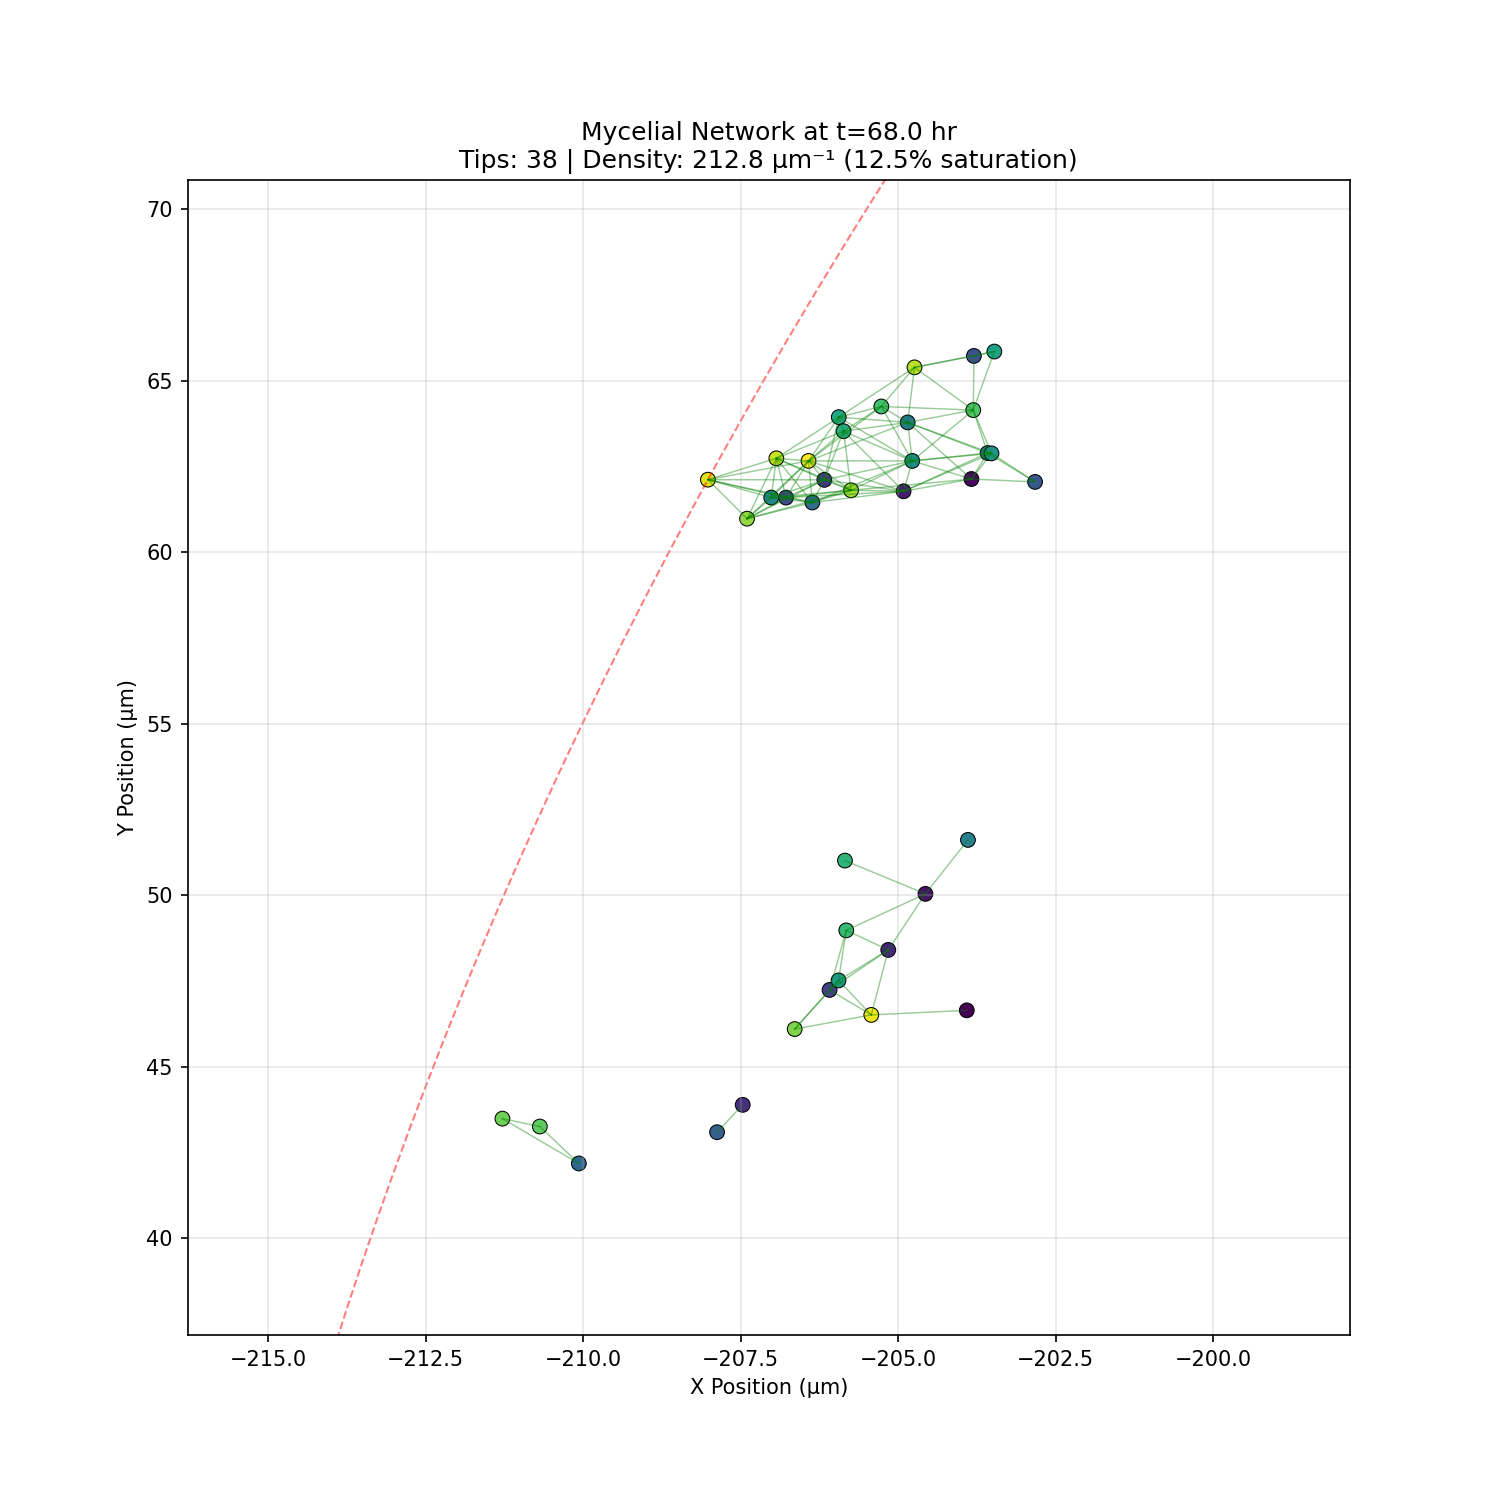 Mycelial Network at t=68.0 hr
Tips: 38 | Density: 212.8 μm⁻¹ (12.5% saturation)
70
65
60
55
50
45
40
Y Position (μm)
−215.0 −212.5 −210.0 −207.5 −205.0 −202.5 −200.0
X Position (μm)